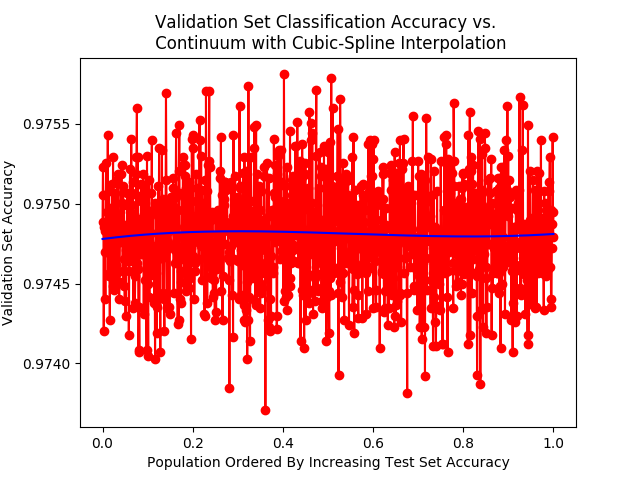 Validation Set Classification Accuracy vs.
Continuum with Cubic-Spline Interpolation
Validation Set Accuracy
0.9755
0.9750
0.9745
0.9740
0.0 0.2 0.4 0.6 0.8 1.0
Population Ordered By Increasing Test Set Accuracy